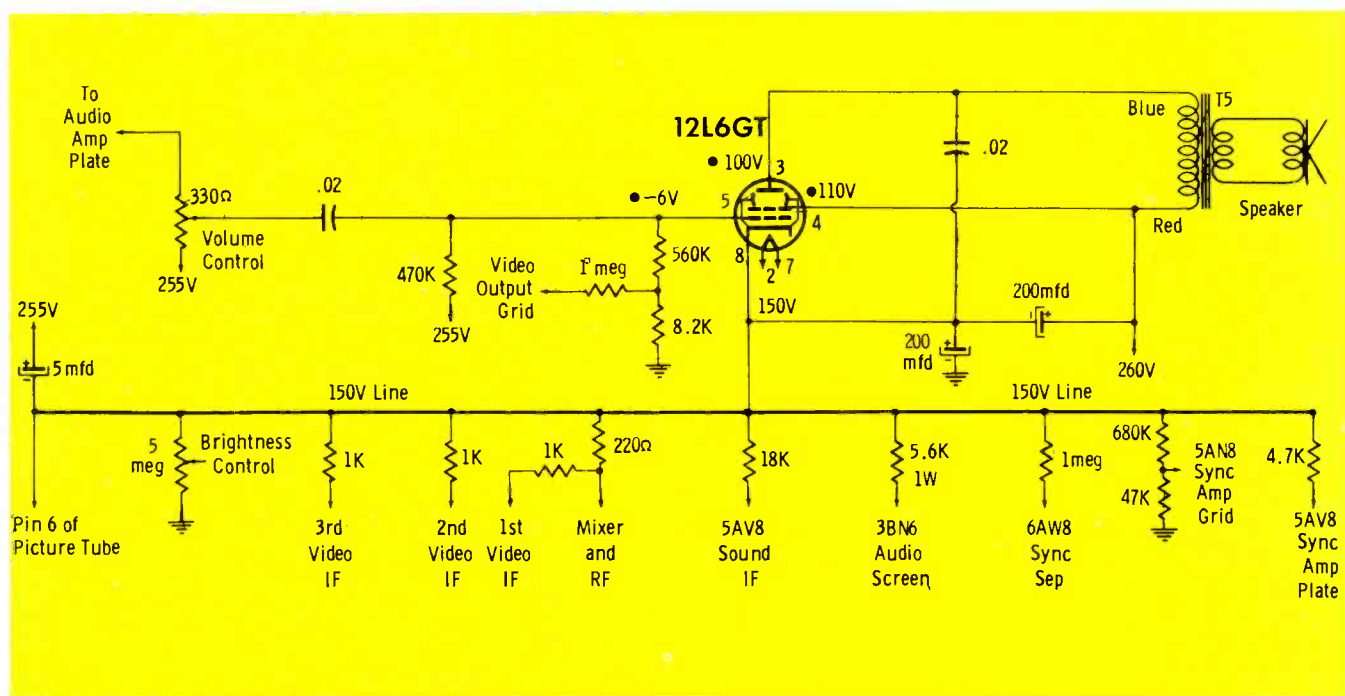 To
Audio
Amp
Plate
330Ω
Volume
Control
255V
.02
470K
255V
Video
Output
Grid
1 meg
560K
8.2K
● -6V
12L6GT
● 100V
3
● 110V
5
4
8
2
7
150V
Blue
T5
.02
Red
Speaker
200mfd
+
200
mfd
+
-
260V
255V
+
-
5 mfd
150V Line
150V Line
5
meg
Brightness
Control
1K
1K
1K
220Ω
18K
5.6K
1W
1meg
680K
47K
5AN8
Sync
Amp
Grid
4.7K
Pin 6 of
Picture Tube
3rd
Video
IF
2nd
Video
IF
1st
Video
IF
Mixer
and
RF
5AV8
Sound
IF
3BN6
Audio
Screen
6AW8
Sync
Sep
5AV8
Sync
Amp
Plate